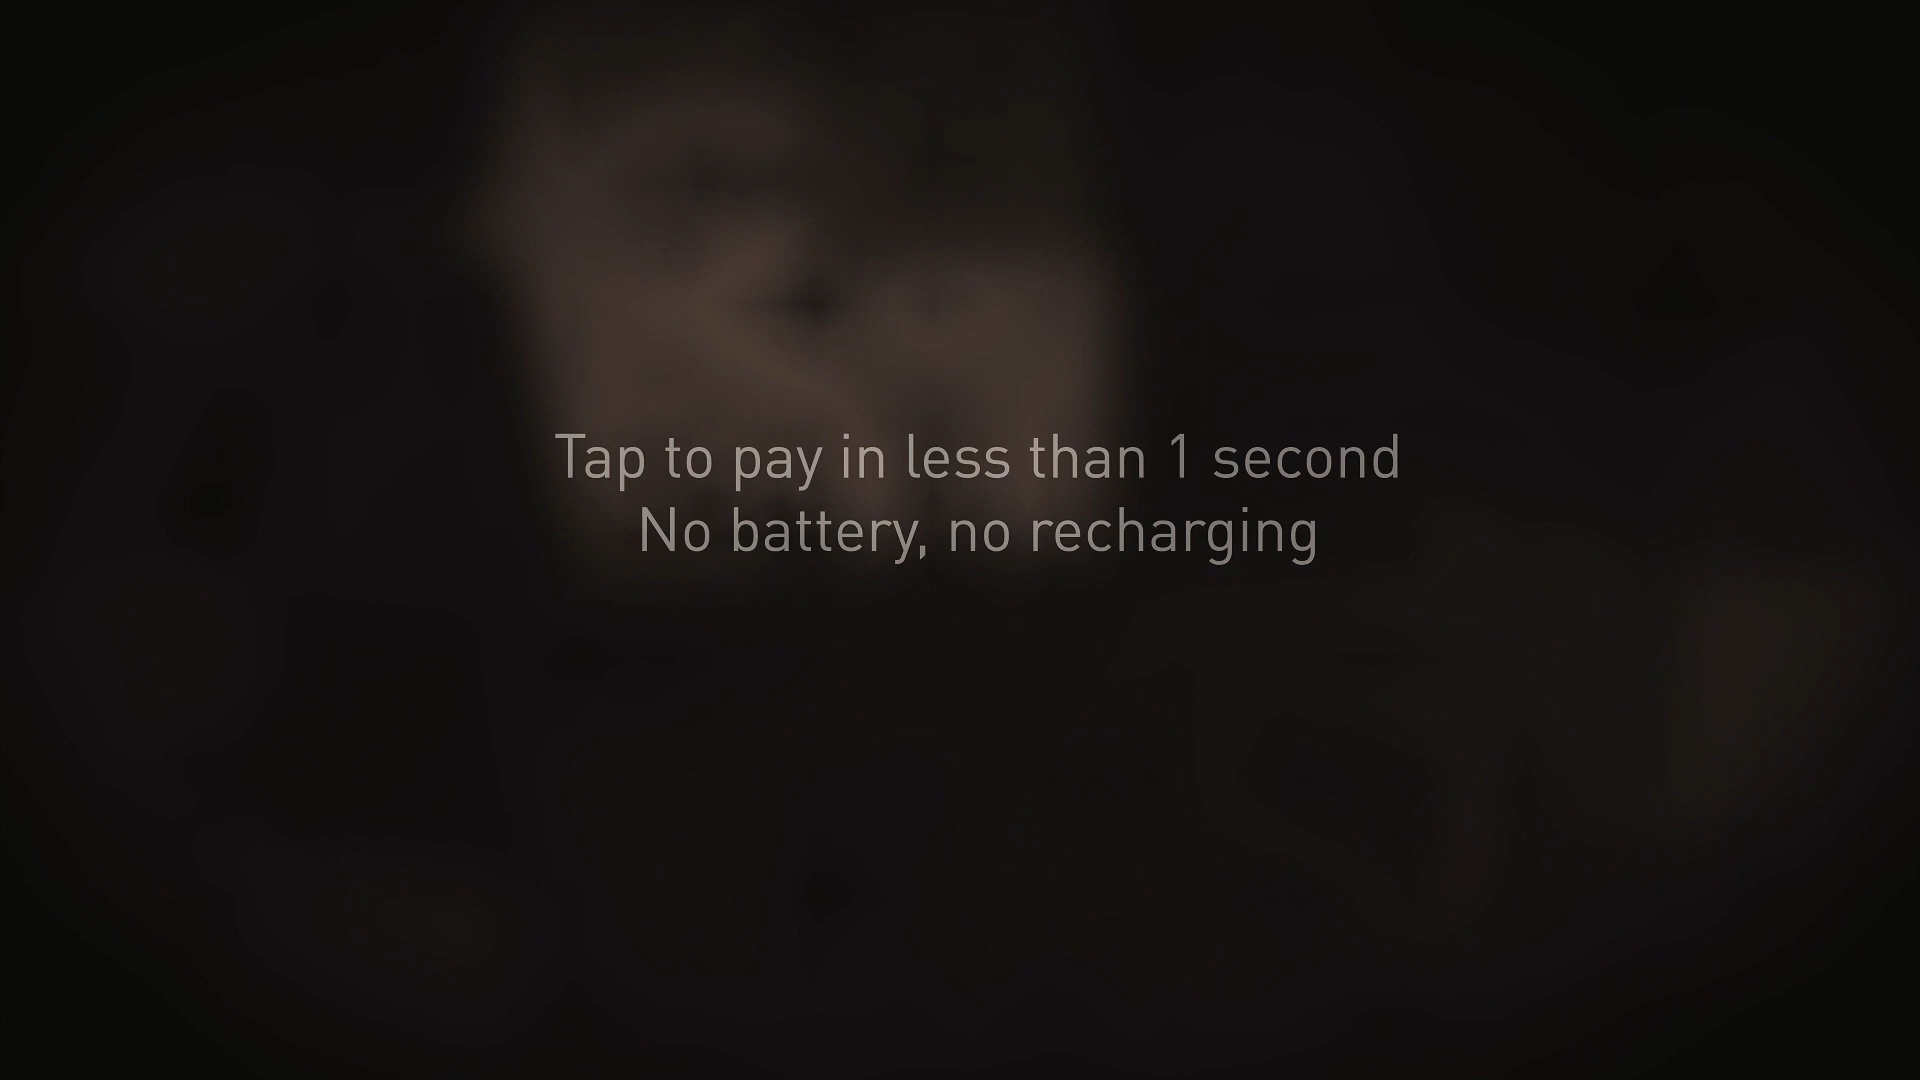 Tap to pay in less than 1 second
No battery, no recharging